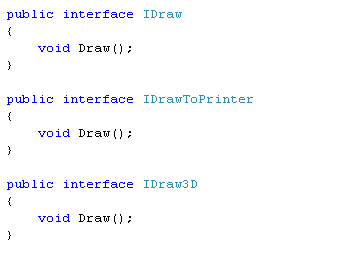 public interface IDraw
{
    void Draw();
}

public interface IDrawToPrinter
{
    void Draw();
}

public interface IDraw3D
{
    void Draw();
}